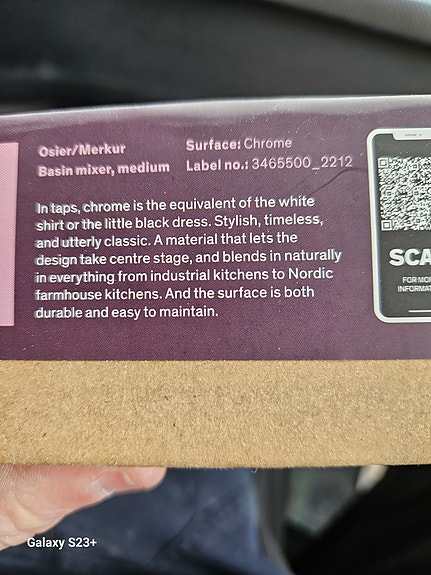 Osier/Merkur
Basin mixer, medium
Surface: Chrome
Label no.: 3465500_2212
In taps, chrome is the equivalent of the white
shirt or the little black dress. Stylish, timeless,
and utterly classic. A material that lets the
design take centre stage, and blends in naturally
in everything from industrial kitchens to Nordic
farmhouse kitchens. And the surface is both
durable and easy to maintain.
SCA
FOR MOR
INFORMAT
Galaxy S23+